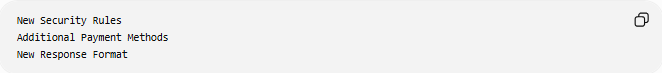 New Security Rules
Additional Payment Methods
New Response Format